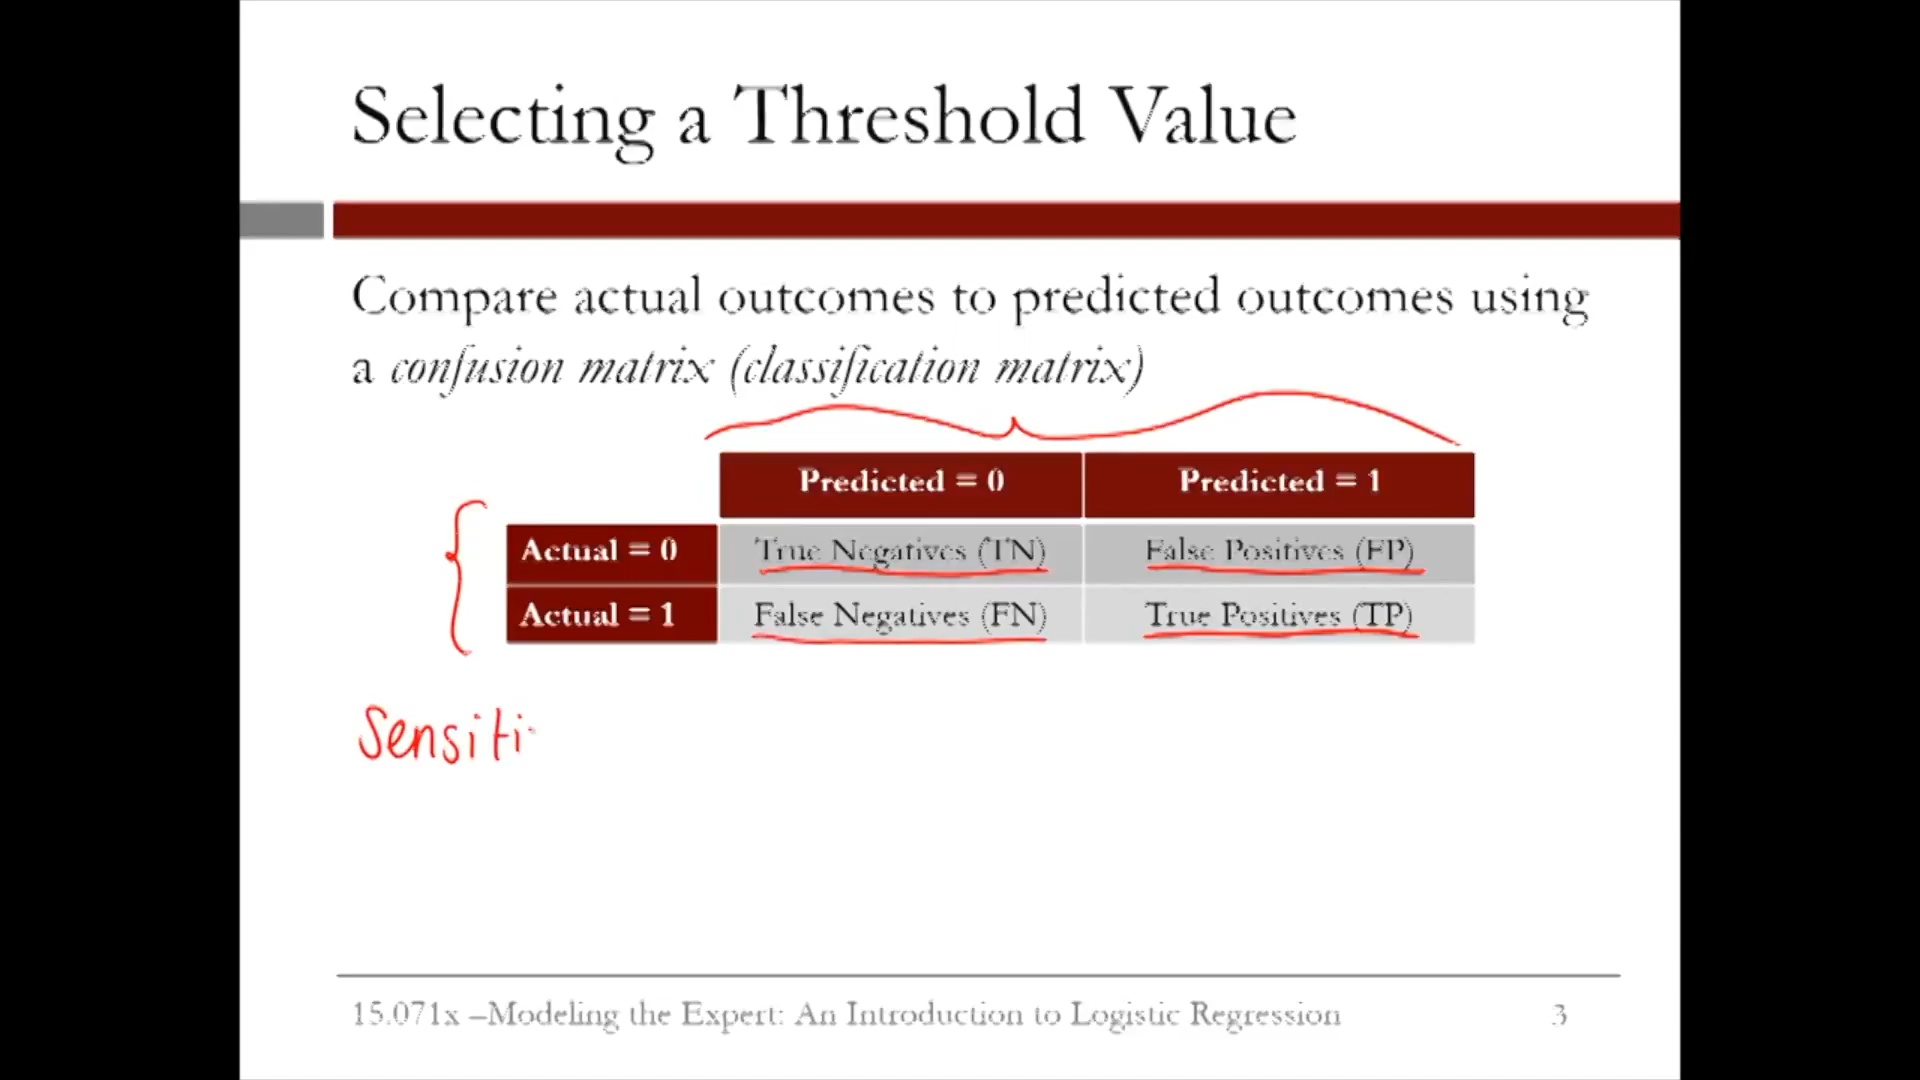 Selecting a Threshold Value
Compare actual outcomes to predicted outcomes using
a confusion matrix (classification matrix)
Predicted = 0 Predicted = 1
Actual = 0 True Negatives (TN) False Positives (FP)
Actual = 1 False Negatives (FN) True Positives (TP)
Sensiti
15.071x –Modeling the Expert: An Introduction to Logistic Regression 3